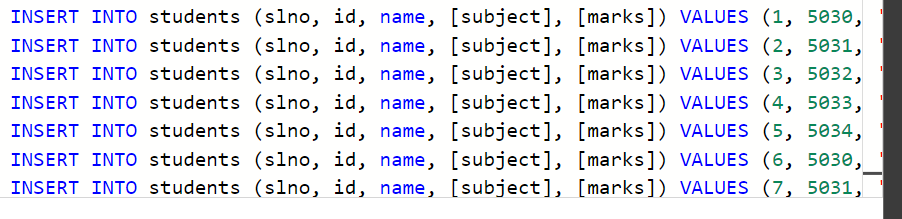 INSERT INTO students (slno, id, name, [subject], [marks]) VALUES (1, 5030, '
INSERT INTO students (slno, id, name, [subject], [marks]) VALUES (2, 5031, '
INSERT INTO students (slno, id, name, [subject], [marks]) VALUES (3, 5032, '
INSERT INTO students (slno, id, name, [subject], [marks]) VALUES (4, 5033, '
INSERT INTO students (slno, id, name, [subject], [marks]) VALUES (5, 5034, '
INSERT INTO students (slno, id, name, [subject], [marks]) VALUES (6, 5030, '
INSERT INTO students (slno, id, name, [subject], [marks]) VALUES (7, 5031, '